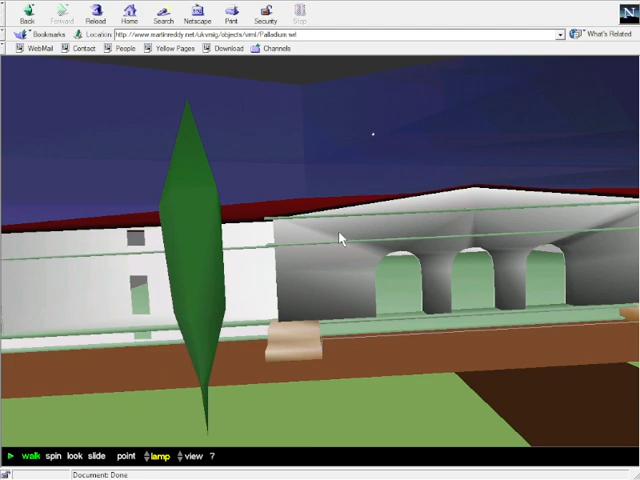 Back Forward Reload Home Search Netscape Print Security Stop
Bookmarks Location: http://www.martinreddy.net/ukvrsig/objects/vrml/Palladium.wrl What's Related
WebMail Contact People Yellow Pages Download Channels
N
walk spin look slide point lamp view ?
Document: Done